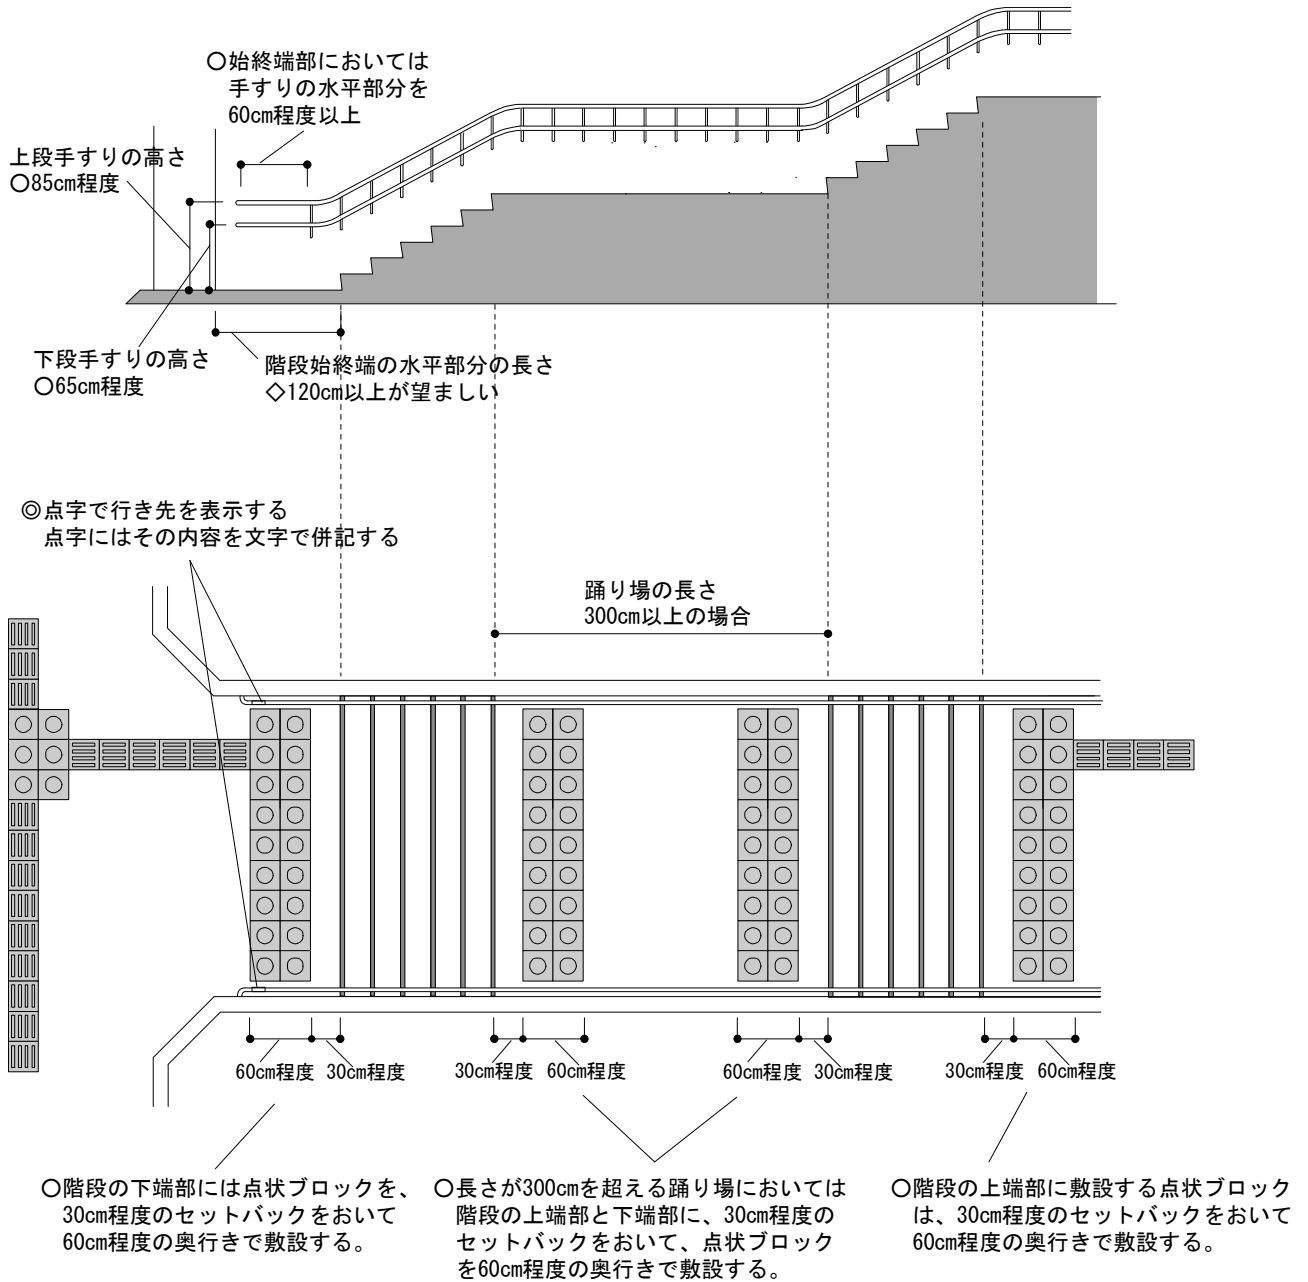 ○始終端部においては
手すりの水平部分を
60cm程度以上
上段手すりの高さ
○85cm程度
下段手すりの高さ
○65cm程度
階段始終端の水平部分の長さ
◇120cm以上が望ましい
◎点字で行き先を表示する
点字にはその内容を文字で併記する
踊り場の長さ
300cm以上の場合
60cm程度 30cm程度 30cm程度 60cm程度 60cm程度 30cm程度 30cm程度 60cm程度
○階段の下端部には点状ブロックを、
30cm程度のセットバックをおいて
60cm程度の奥行きで敷設する。
○長さが300cmを超える踊り場においては
階段の上端部と下端部に、30cm程度の
セットバックをおいて、点状ブロック
を60cm程度の奥行きで敷設する。
○階段の上端部に敷設する点状ブロック
は、30cm程度のセットバックをおいて
60cm程度の奥行きで敷設する。